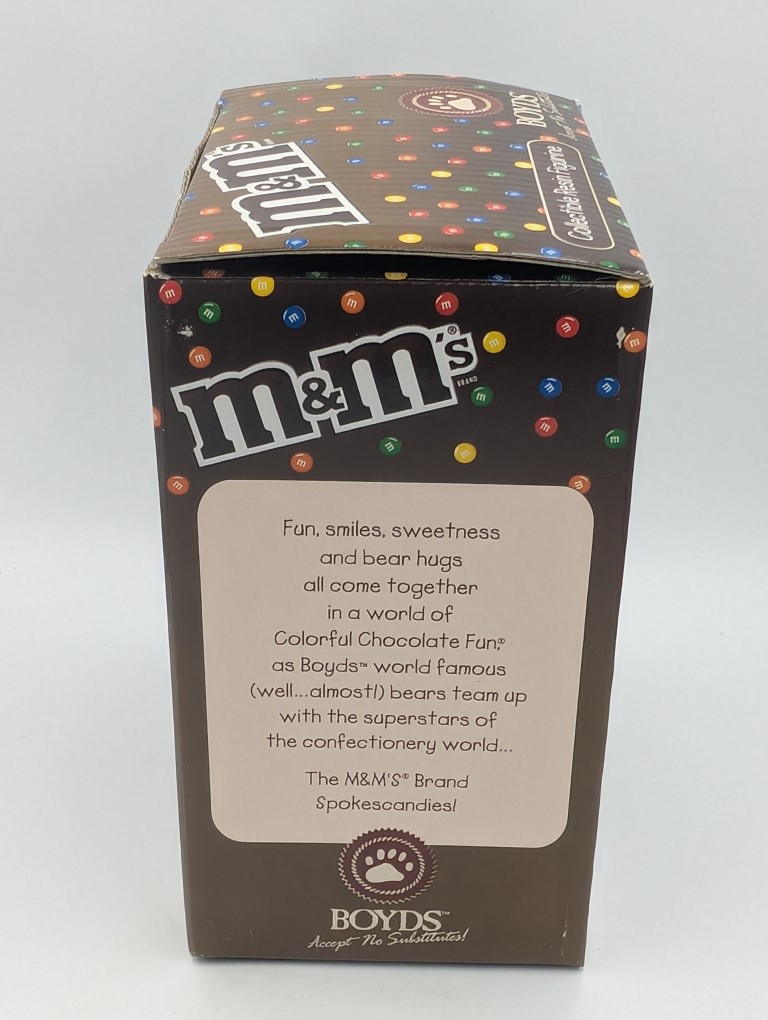 m&m's
BOYDS
Collectible Resin Figurine
m&m's®
Fun, smiles, sweetness
and bear hugs
all come together
in a world of
Colorful Chocolate Fun,®
as Boyds™ world famous
(well...almost!) bears team up
with the superstars of
the confectionery world...
The M&M'S® Brand
Spokescandies!
BOYDS™
Accept No Substitutes!